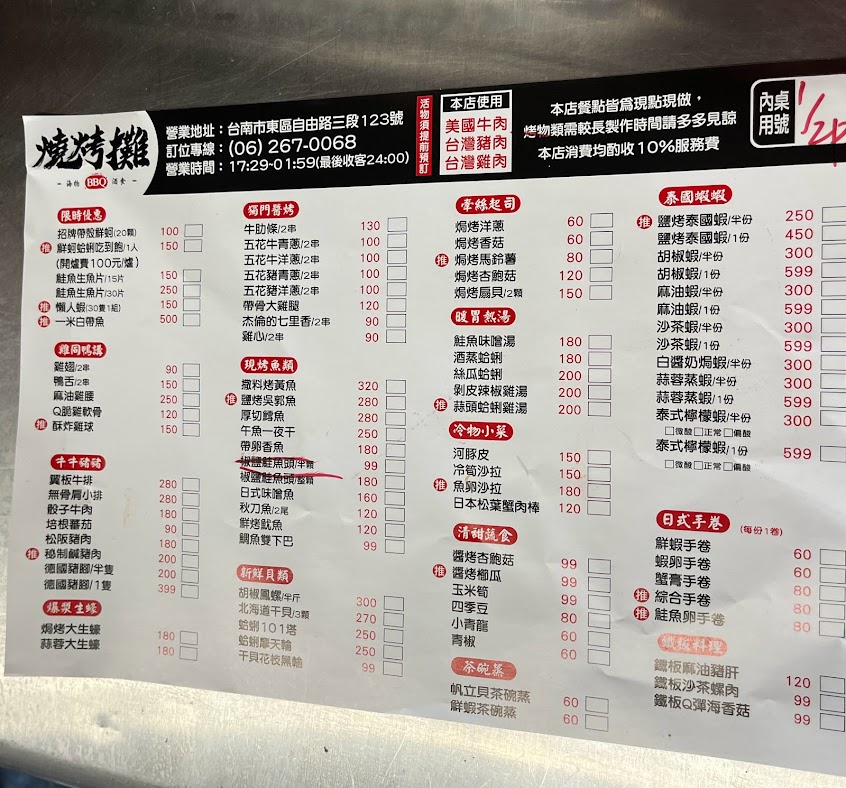 燒烤攤
- 海物 BBQ 酒食 -
營業地址：台南市東區自由路三段123號
訂位專線：(06) 267-0068
營業時間：17:29~01:59(最後收客24:00)
活物須提前預訂
本店使用
美國牛肉
台灣豬肉
台灣雞肉
本店餐點皆為現點現做，
烤物類需較長製作時間請多多見諒
本店消費均酌收10%服務費
內用
桌號
限時優惠
招牌帶殼鮮蚵(20顆) 100
推 鮮蚵蛤蜊吃到飽/1人 150
(開爐費100元/爐)
鮭魚生魚片/15片 150
鮭魚生魚片/30片 250
推 懶人蝦(30隻1組) 150
推 一米白帶魚 500
雞同鴨講
雞翅/2串 90
鴨舌/2串 150
麻油雞腰 250
Q脆雞軟骨 120
推 酥炸雞球 150
牛牛豬豬
翼板牛排 280
無骨肩小排 280
骰子牛肉 180
培根蕃茄 90
松阪豬肉 180
推 秘制鹹豬肉 200
德國豬腳/半隻 200
德國豬腳/1隻 399
爆漿生蠔
焗烤大生蠔 180
蒜蓉大生蠔 180
獨門醬烤
牛肋條/2串 130
五花牛青蔥/2串 100
五花牛洋蔥/2串 100
五花豬青蔥/2串 100
五花豬洋蔥/2串 100
帶骨大雞腿 120
杰倫的七里香/2串 90
雞心/2串 90
現烤魚類
撒料烤黃魚 320
推 鹽烤吳郭魚 280
厚切鱈魚 280
午魚一夜干 250
帶卵香魚 180
椒鹽鮭魚頭/半顆 99
椒鹽鮭魚頭/整顆 180
日式味噌魚 160
秋刀魚/2尾 120
鮮烤魷魚 120
鯛魚雙下巴 99
新鮮貝類
胡椒鳳螺/半斤 300
北海道干貝/3顆 270
蛤蜊101塔 250
蛤蜊摩天輪 250
干貝花枝黑輪 99
牽絲起司
焗烤洋蔥 60
焗烤香菇 60
推 焗烤馬鈴薯 80
焗烤杏鮑菇 120
焗烤扇貝/2顆 150
暖胃熱湯
鮭魚味噌湯 180
酒蒸蛤蜊 180
絲瓜蛤蜊 200
剝皮辣椒雞湯 200
推 蒜頭蛤蜊雞湯 200
冷物小菜
河豚皮 150
冷筍沙拉 150
推 魚卵沙拉 180
日本松葉蟹肉棒 120
清甜蔬食
醬烤杏鮑菇 99
推 醬烤櫛瓜 99
玉米筍 99
四季豆 80
小青龍 60
青椒 60
茶碗蒸
帆立貝茶碗蒸 60
鮮蝦茶碗蒸 60
泰國蝦蝦
推 鹽烤泰國蝦/半份 250
鹽烤泰國蝦/1份 450
胡椒蝦/半份 300
胡椒蝦/1份 599
麻油蝦/半份 300
麻油蝦/1份 599
沙茶蝦/半份 300
沙茶蝦/1份 599
白醬奶焗蝦/半份 300
蒜蓉蒸蝦/半份 300
蒜蓉蒸蝦/1份 599
泰式檸檬蝦/半份 300
□微酸□正常□偏酸
泰式檸檬蝦/1份 599
□微酸□正常□偏酸
日式手卷 (每份1卷)
鮮蝦手卷 60
蝦卵手卷 60
蟹膏手卷 80
推 綜合手卷 80
推 鮭魚卵手卷 80
鐵板料理
鐵板麻油豬肝 120
鐵板沙茶螺肉 99
鐵板Q彈海香菇 99